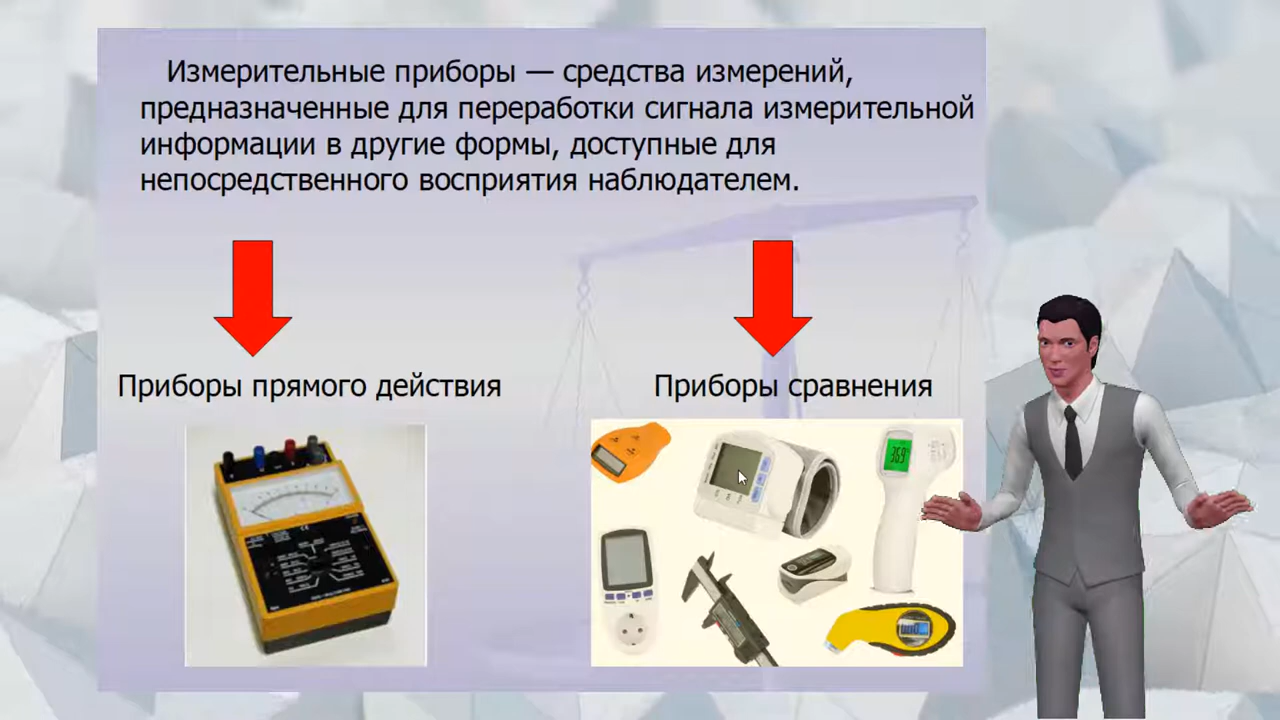 Измерительные приборы — средства измерений,
предназначенные для переработки сигнала измерительной
информации в другие формы, доступные для
непосредственного восприятия наблюдателем.
Приборы прямого действия
Приборы сравнения